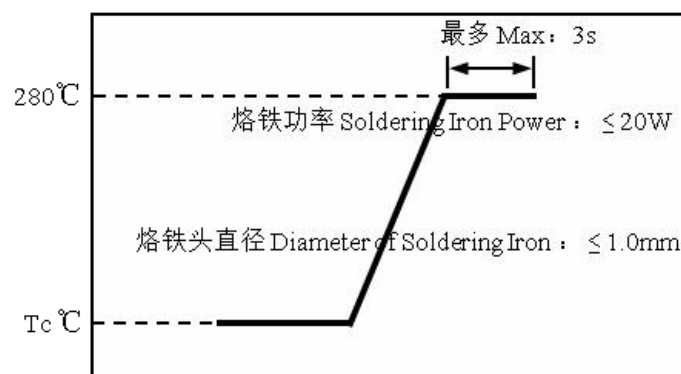 最多 Max：3s
280℃
烙铁功率 Soldering Iron Power：≤20W
烙铁头直径 Diameter of Soldering Iron：≤1.0mm
Tc ℃